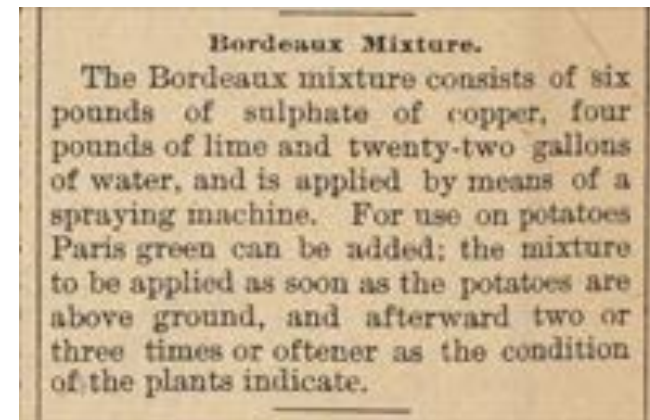 Bordeaux Mixture.
The Bordeaux mixture consists of six
pounds of sulphate of copper, four
pounds of lime and twenty-two gallons
of water, and is applied by means of a
spraying machine. For use on potatoes
Paris green can be added; the mixture
to be applied as soon as the potatoes are
above ground, and afterward two or
three times or oftener as the condition
of the plants indicate.